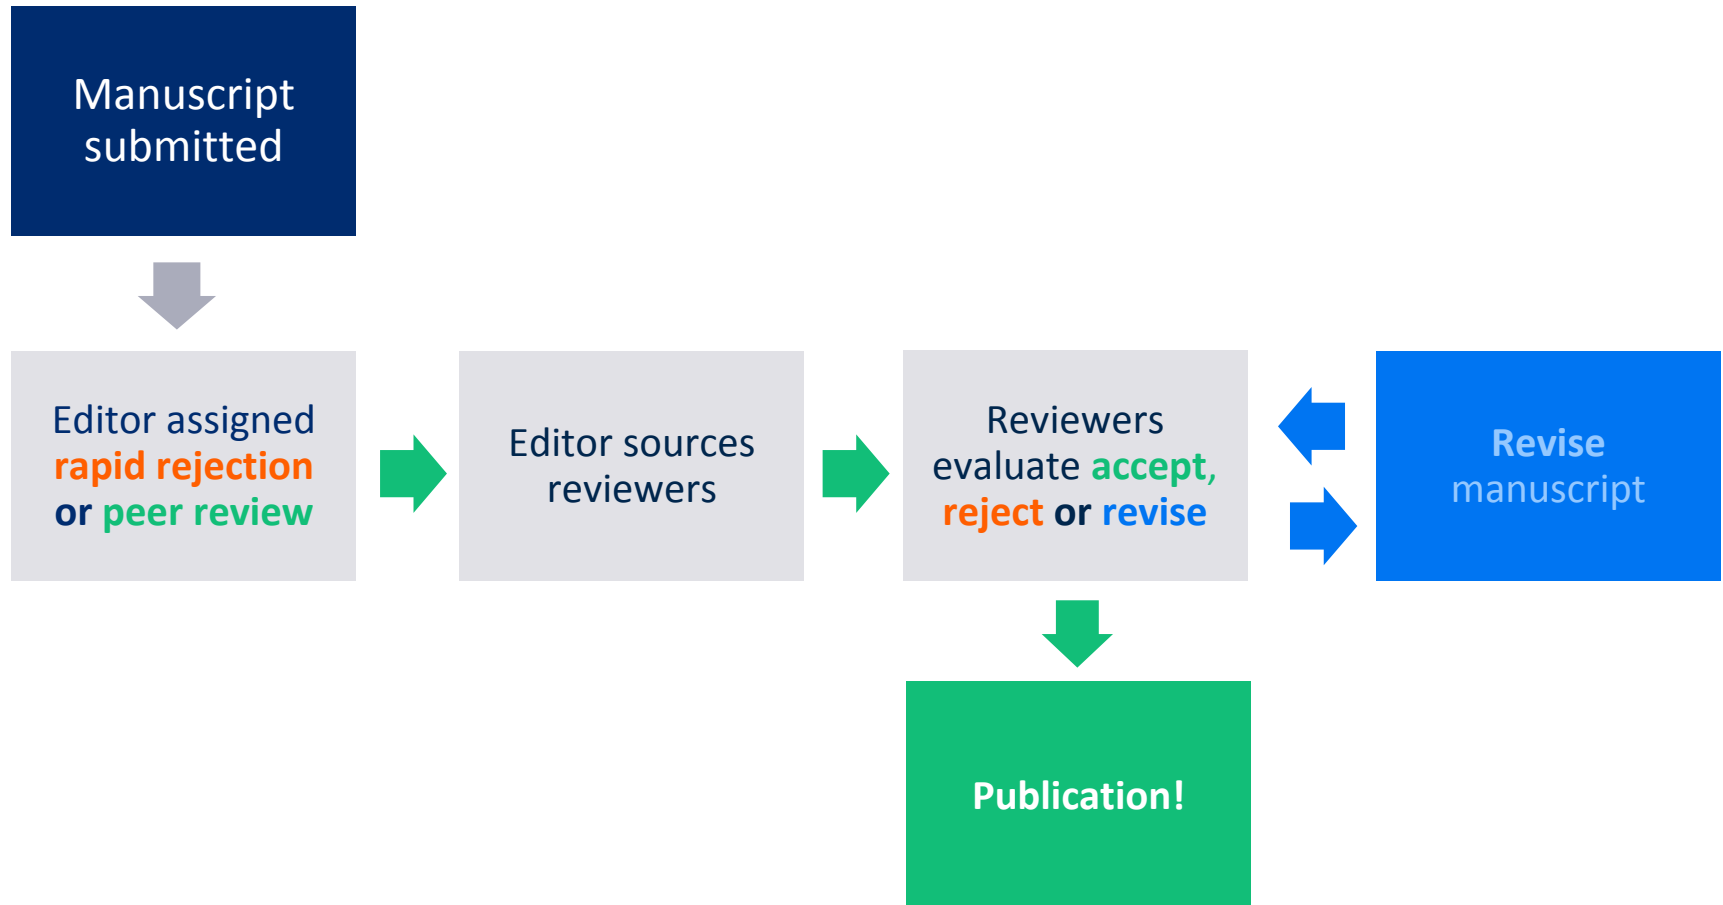 Manuscript
submitted
Editor assigned
rapid rejection
or peer review
Editor sources
reviewers
Reviewers
evaluate accept,
reject or revise
Revise
manuscript
Publication!